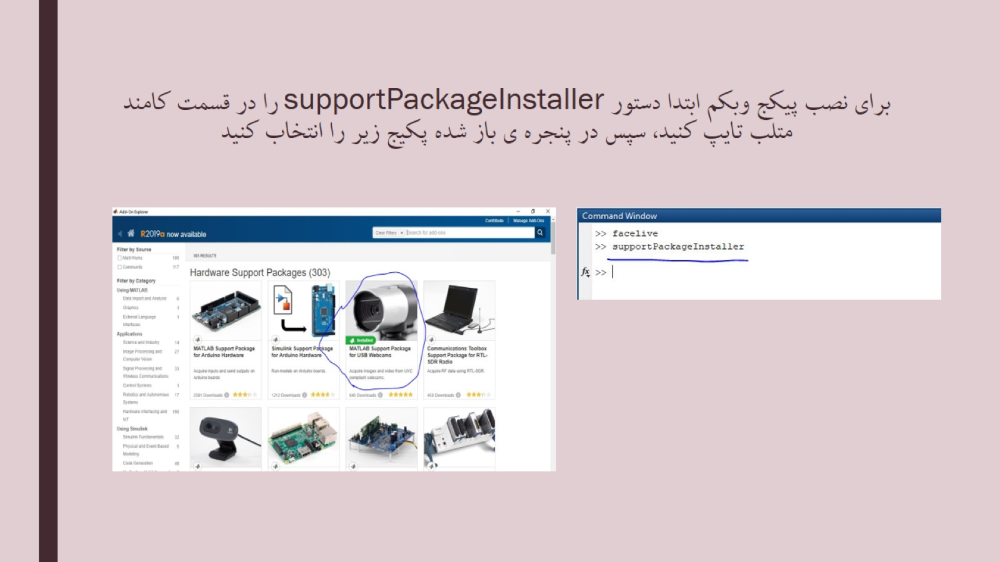 برای نصب پیکج وبکم ابتدا دستور supportPackageInstaller را در قسمت کامند
متلب تایپ کنید، سپس در پنجره ی باز شده پکیج زیر را انتخاب کنید
Add-On Explorer
Contribute | Manage Add-Ons
R2019a now available
Clear Filters × Search for add-ons
Filter by Source
MathWorks 186
Community 117
Filter by Category
Using MATLAB
Data Import and Analysis 6
Graphics 1
External Language 1
Interfaces
Applications
Science and Industry 14
Image Processing and 27
Computer Vision
Signal Processing and 33
Wireless Communications
Control Systems 1
Robotics and Autonomous 17
Systems
Hardware Interfacing and 190
IoT
Using Simulink
Simulink Fundamentals 32
Physical and Event-Based 5
Modeling
Code Generation 48
303 RESULTS
Hardware Support Packages (303)
MATLAB Support Package
for Arduino Hardware
Acquire inputs and send outputs on
Arduino boards
2591 Downloads
Simulink Support Package
for Arduino Hardware
Run models on Arduino boards.
1212 Downloads
Installed
MATLAB Support Package
for USB Webcams
Acquire images and video from UVC
compliant webcams.
645 Downloads
Communications Toolbox
Support Package for RTL-
SDR Radio
Acquire RF data using RTL-SDR.
459 Downloads
Command Window
>> facelive
>> supportPackageInstaller
fx >>